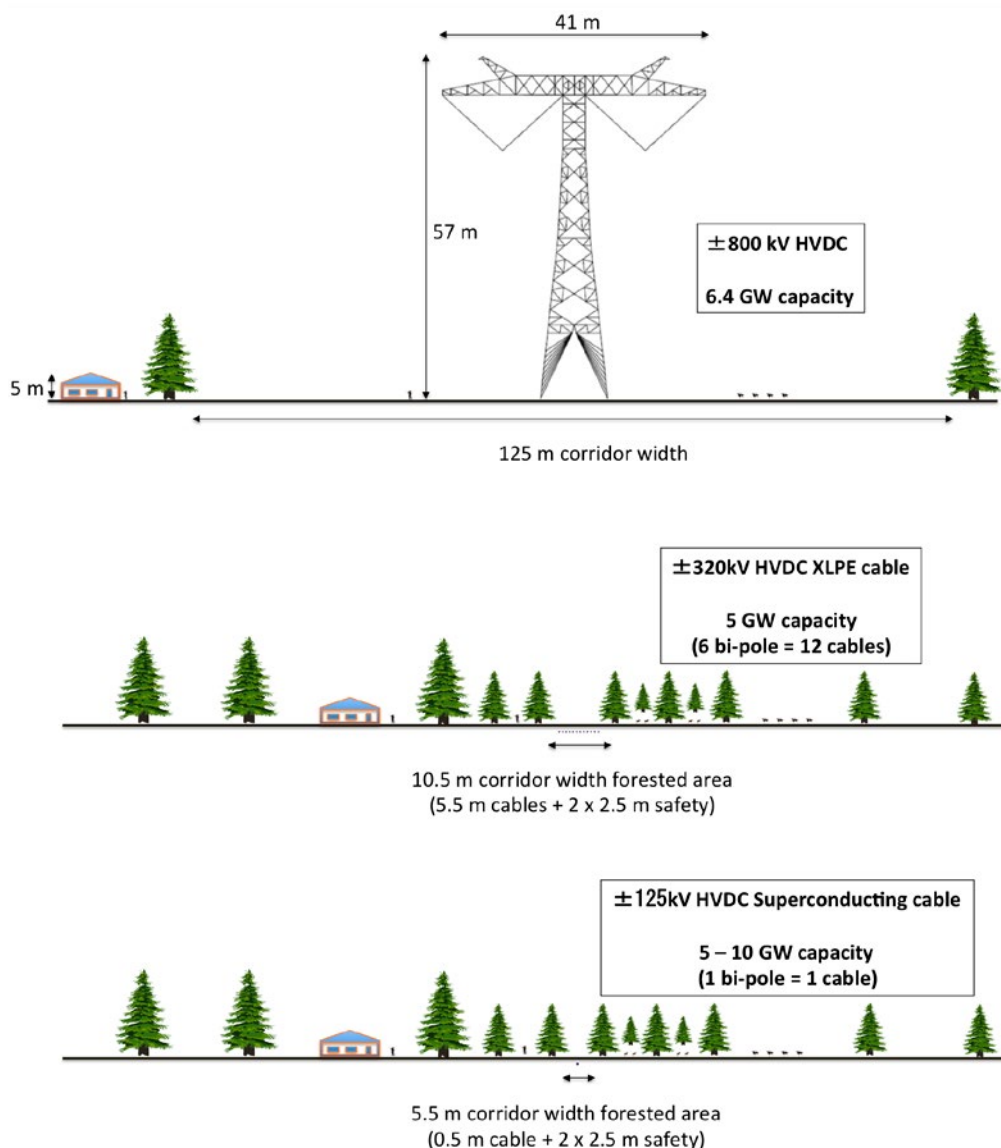 41 m
57 m
±800 kV HVDC
6.4 GW capacity
5 m
125 m corridor width
±320kV HVDC XLPE cable
5 GW capacity
(6 bi-pole = 12 cables)
10.5 m corridor width forested area
(5.5 m cables + 2 x 2.5 m safety)
±125kV HVDC Superconducting cable
5 – 10 GW capacity
(1 bi-pole = 1 cable)
5.5 m corridor width forested area
(0.5 m cable + 2 x 2.5 m safety)